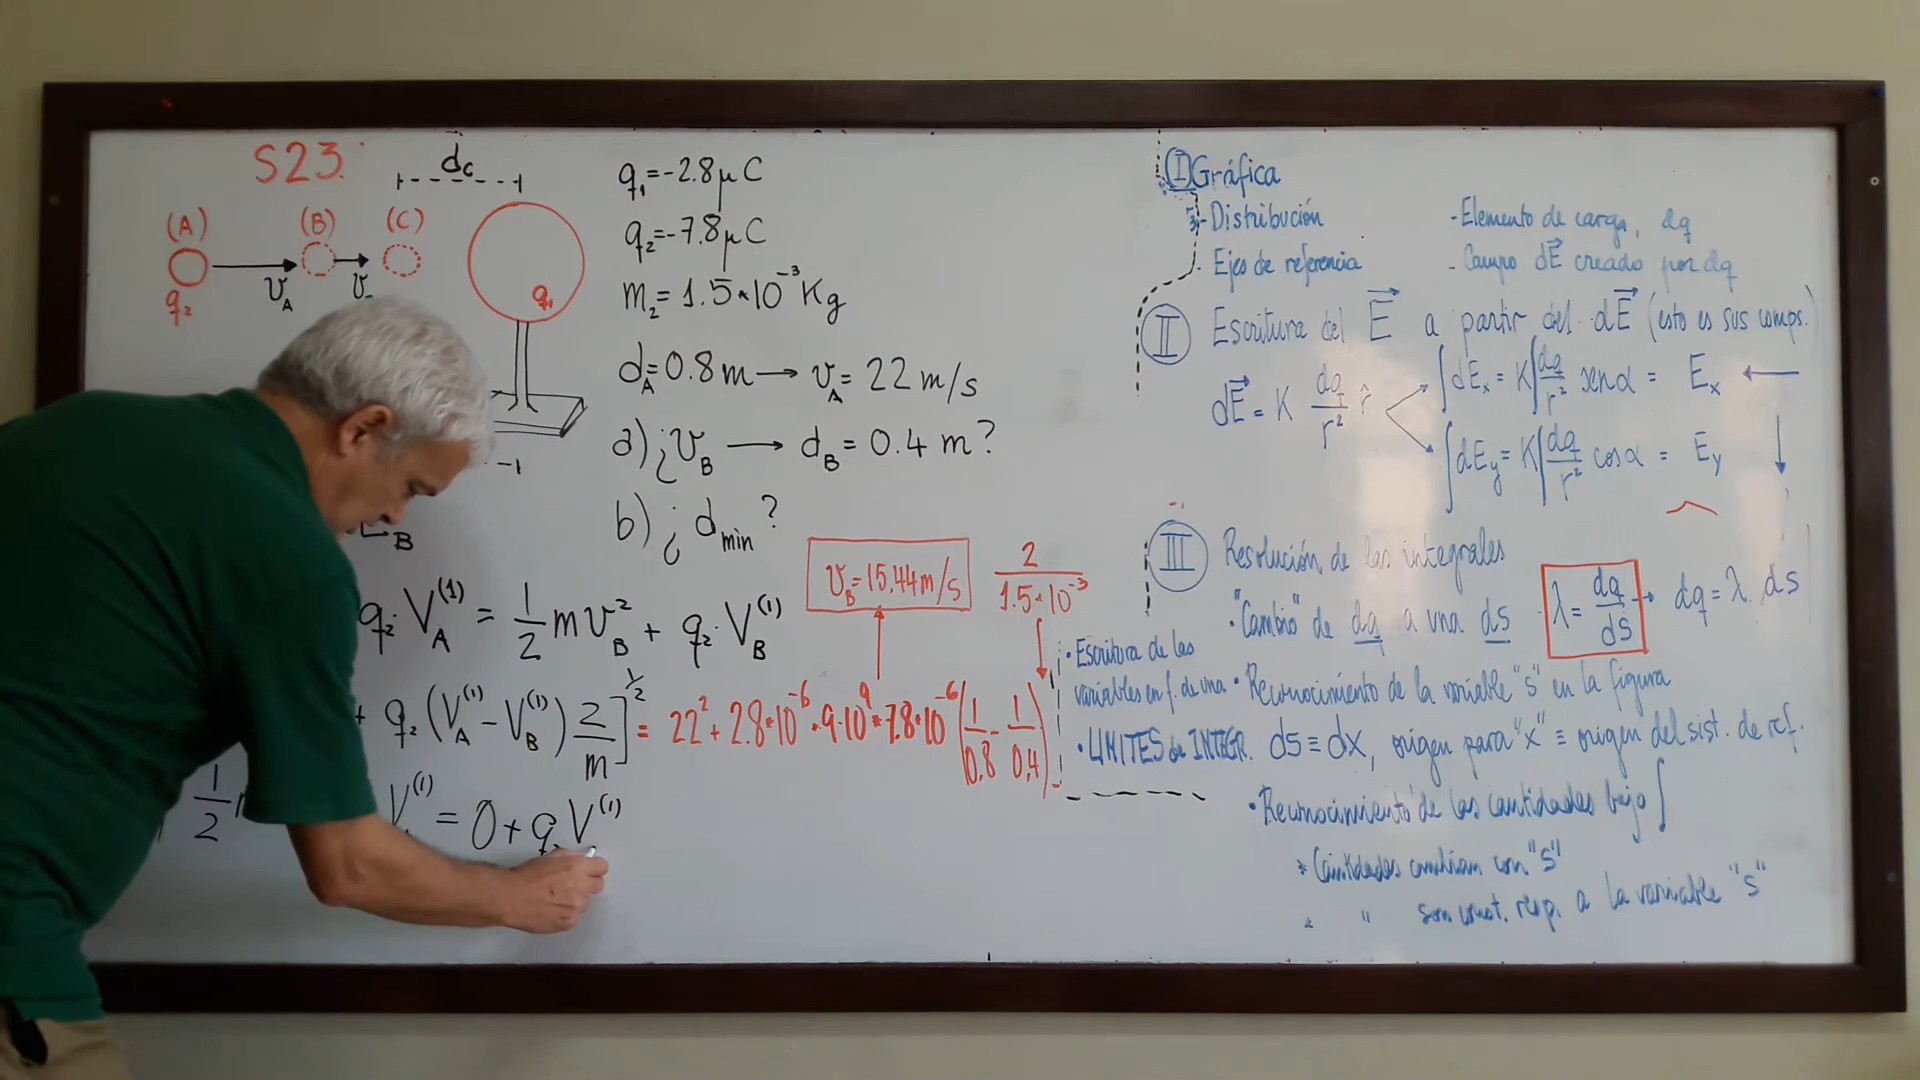 S23.
d_C
(A) (B) (C)
q₂ v_A q₁
q₁ = -2.8 μC
q₂ = -7.8 μC
m₂ = 1.5 * 10⁻³ Kg
d_A = 0.8 m → v_A = 22 m/s
a) ¿v_B → d_B = 0.4 m?
b) ¿d_min?
B
v_B = 15.44 m/s
2 / 1.5 * 10⁻³
q₂ · V_A⁽¹⁾ = 1/2 m v_B² + q₂ · V_B⁽¹⁾
+ q₂ (V_A⁽¹⁾ - V_B⁽¹⁾) 2/m ]^1/2 = 22² + 2.8 * 10⁻⁶ · 9 · 10⁹ * 7.8 * 10⁻⁶ (1/0.8 - 1/0,4)
1/2 V⁽¹⁾ = 0 + q₂ V⁽¹⁾
(I) Gráfica
- Distribución
- Ejes de referencia
- Elemento de carga, dq
- Campo dE⃗ creado por dq
II Escritura del E⃗ a partir del dE⃗ (esto es sus comps.)
dE⃗ = K dq/r² r̂
∫dE_x = K∫dq/r² senα = E_x ←
∫dE_y = K∫dq/r² cosα = E_y
III Resolución de las integrales
• "Cambio" de dq a una ds
λ = dq/ds → dq = λ ds
• Escritura de las
variables en f. de una
• Reconocimiento de la variable "s" en la figura
• LIMITES de INTEGR.
ds ≡ dx, origen para "x" ≡ origen del sist. de ref.
• Reconocimiento de las cantidades bajo ∫
* Cantidades cambian con "s"
* " son const. resp. a la variable "s"